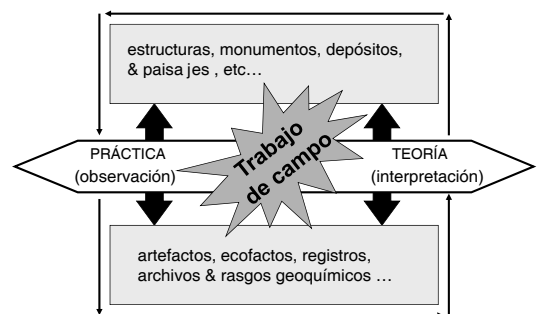 estructuras, monumentos, depósitos,
& paisa jes , etc…
PRÁCTICA
(observación)
Trabajo
de campo
TEORÍA
(interpretación)
artefactos, ecofactos, registros,
archivos & rasgos geoquímicos …